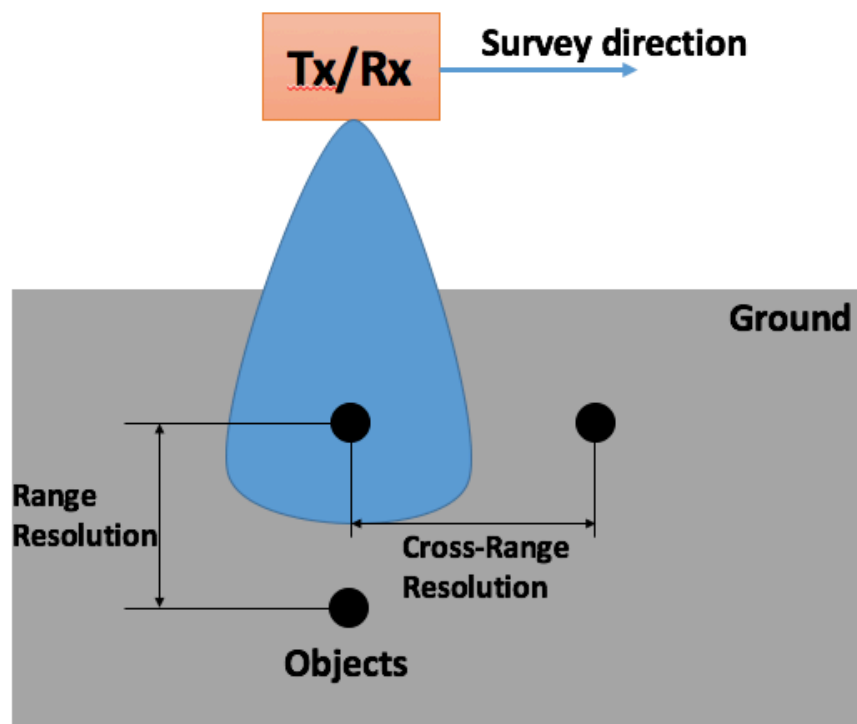 Survey direction
Tx/Rx
Ground
Range
Resolution
Cross-Range
Resolution
Objects